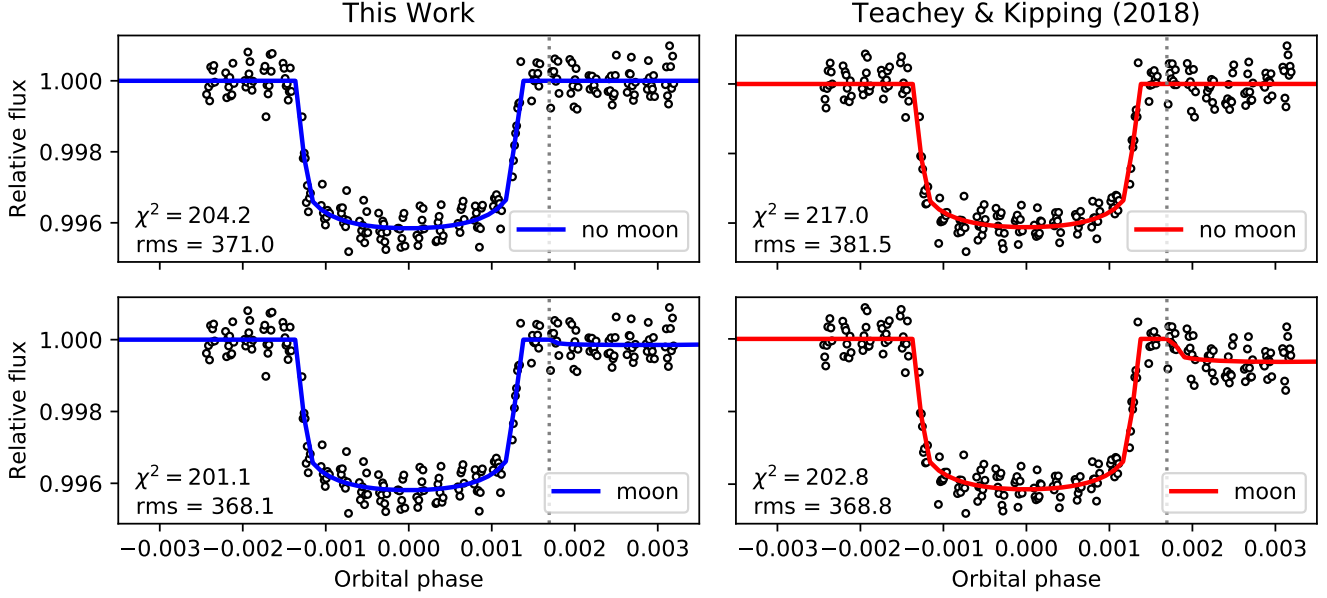 This Work
Teachey & Kipping (2018)
Relative flux
1.000
0.998
0.996
χ² = 204.2
rms = 371.0
no moon
χ² = 217.0
rms = 381.5
no moon
Relative flux
1.000
0.998
0.996
χ² = 201.1
rms = 368.1
moon
χ² = 202.8
rms = 368.8
moon
−0.003 −0.002 −0.001 0.000 0.001 0.002 0.003
Orbital phase
−0.003 −0.002 −0.001 0.000 0.001 0.002 0.003
Orbital phase